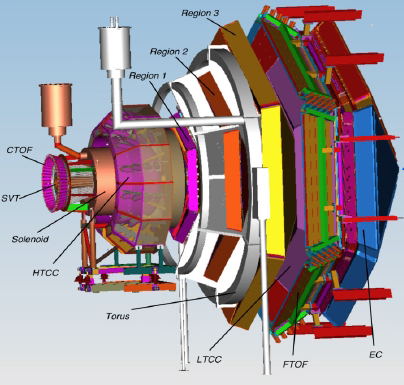 Region 3
Region 2
Region 1
CTOF
SVT
Solenoid
HTCC
Torus
LTCC
FTOF
EC